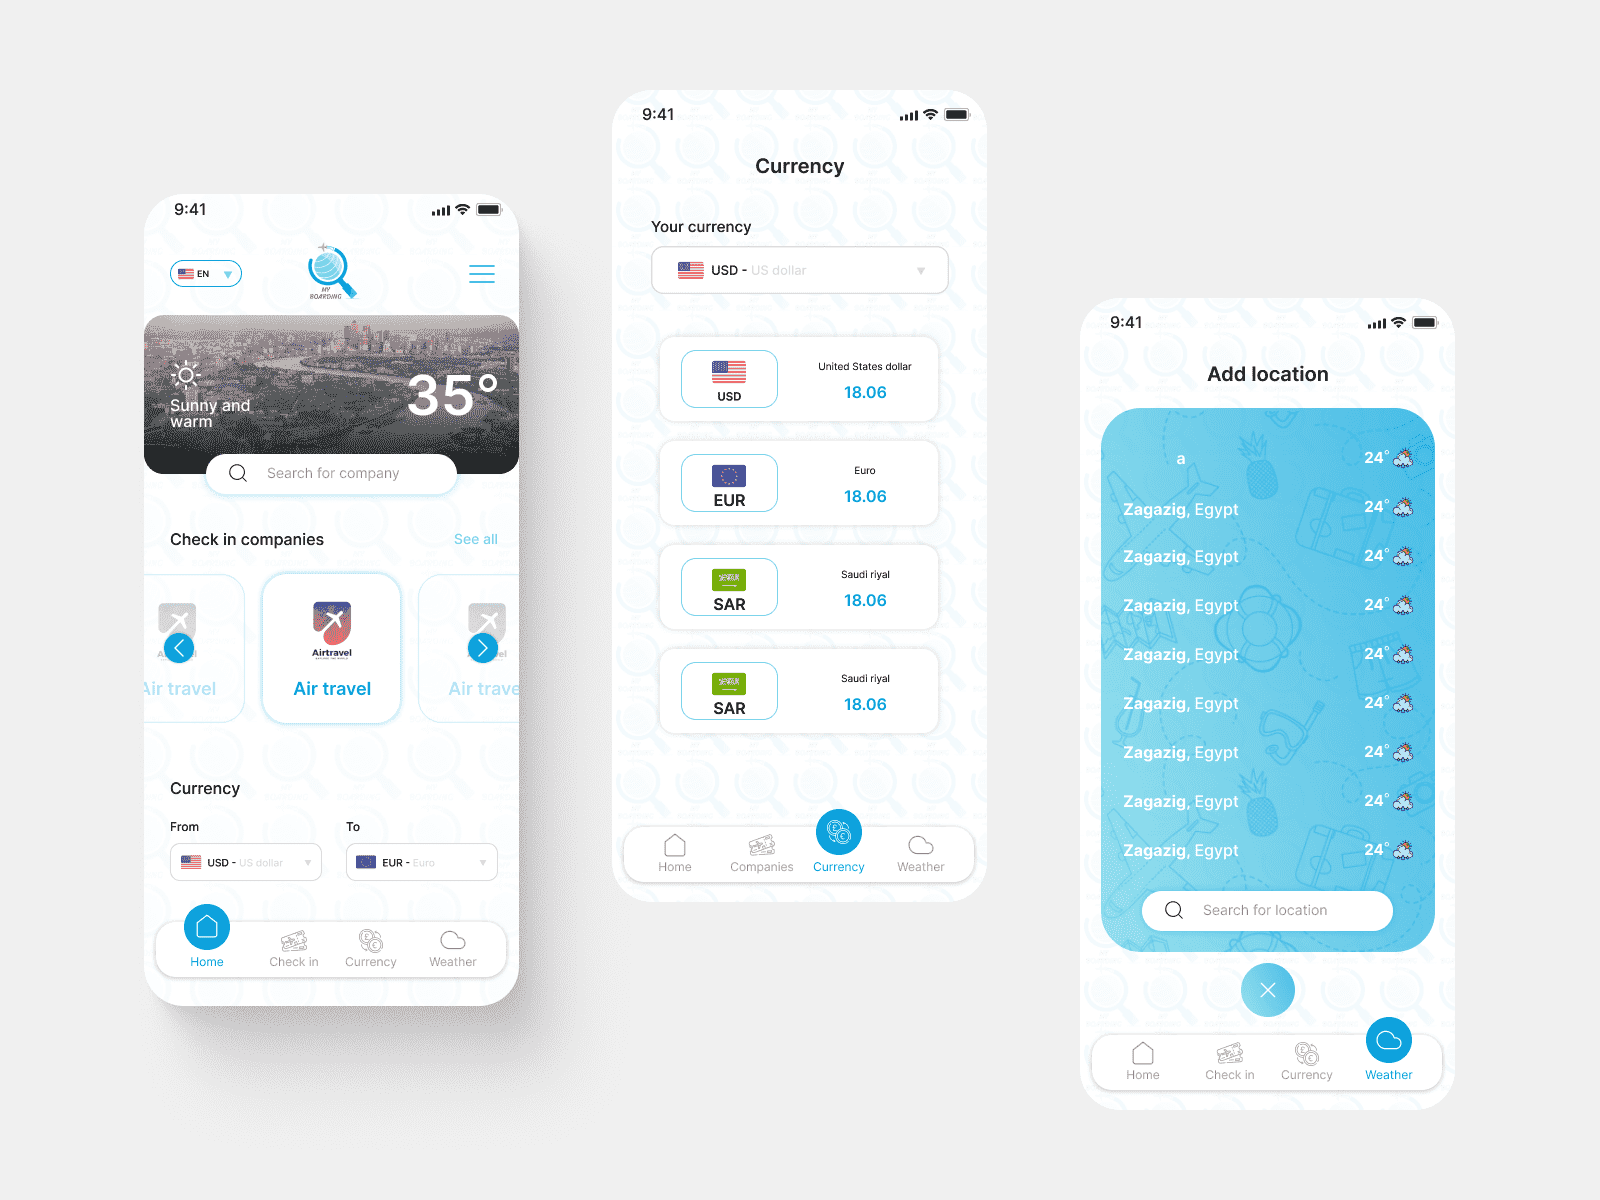 9:41
EN
MY
BOARDING
Sunny and
warm
35°
Search for company
Check in companies
See all
Air travel
Airtravel
Air travel
Air trave
Currency
From
To
USD - US dollar
EUR - Euro
Home
Check in
Currency
Weather
9:41
Currency
Your currency
USD - US dollar
USD
United States dollar
18.06
EUR
Euro
18.06
SAR
Saudi riyal
18.06
SAR
Saudi riyal
18.06
Home
Companies
Currency
Weather
9:41
Add location
a
24°
Zagazig, Egypt
24°
Zagazig, Egypt
24°
Zagazig, Egypt
24°
Zagazig, Egypt
24°
Zagazig, Egypt
24°
Zagazig, Egypt
24°
Zagazig, Egypt
24°
Zagazig, Egypt
24°
Search for location
Home
Check in
Currency
Weather